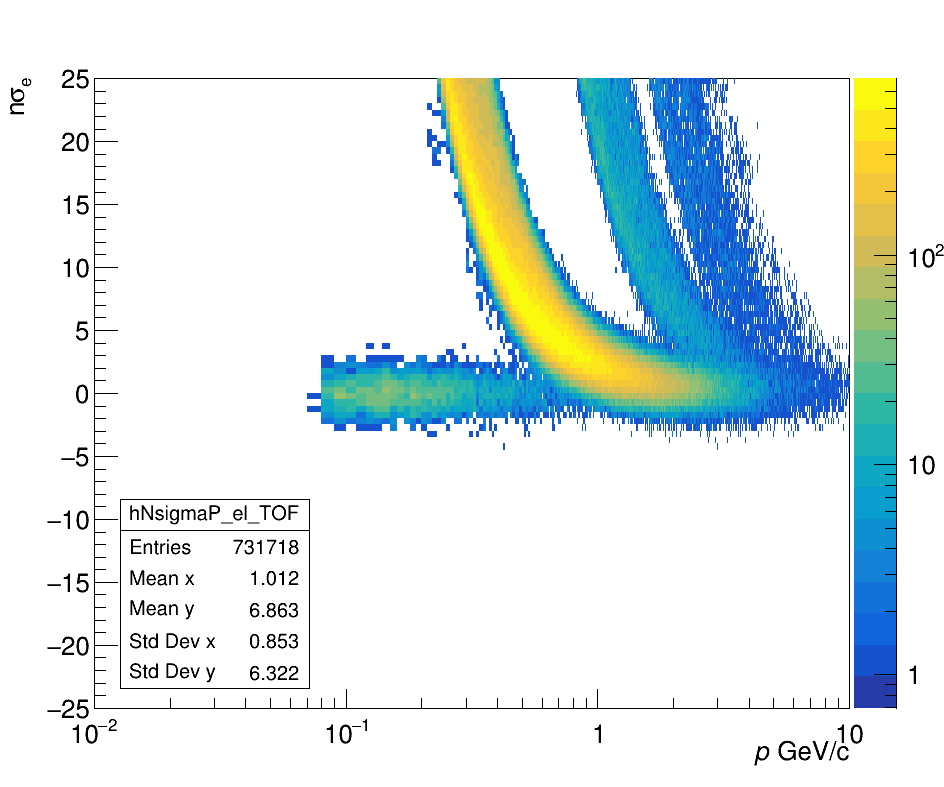 nσe
25
20
15
10
5
0
−5
−10
−15
−20
−25
hNsigmaP_el_TOF
Entries 731718
Mean x 1.012
Mean y 6.863
Std Dev x 0.853
Std Dev y 6.322
10−2
10−1
1
10
p GeV/c
102
10
1